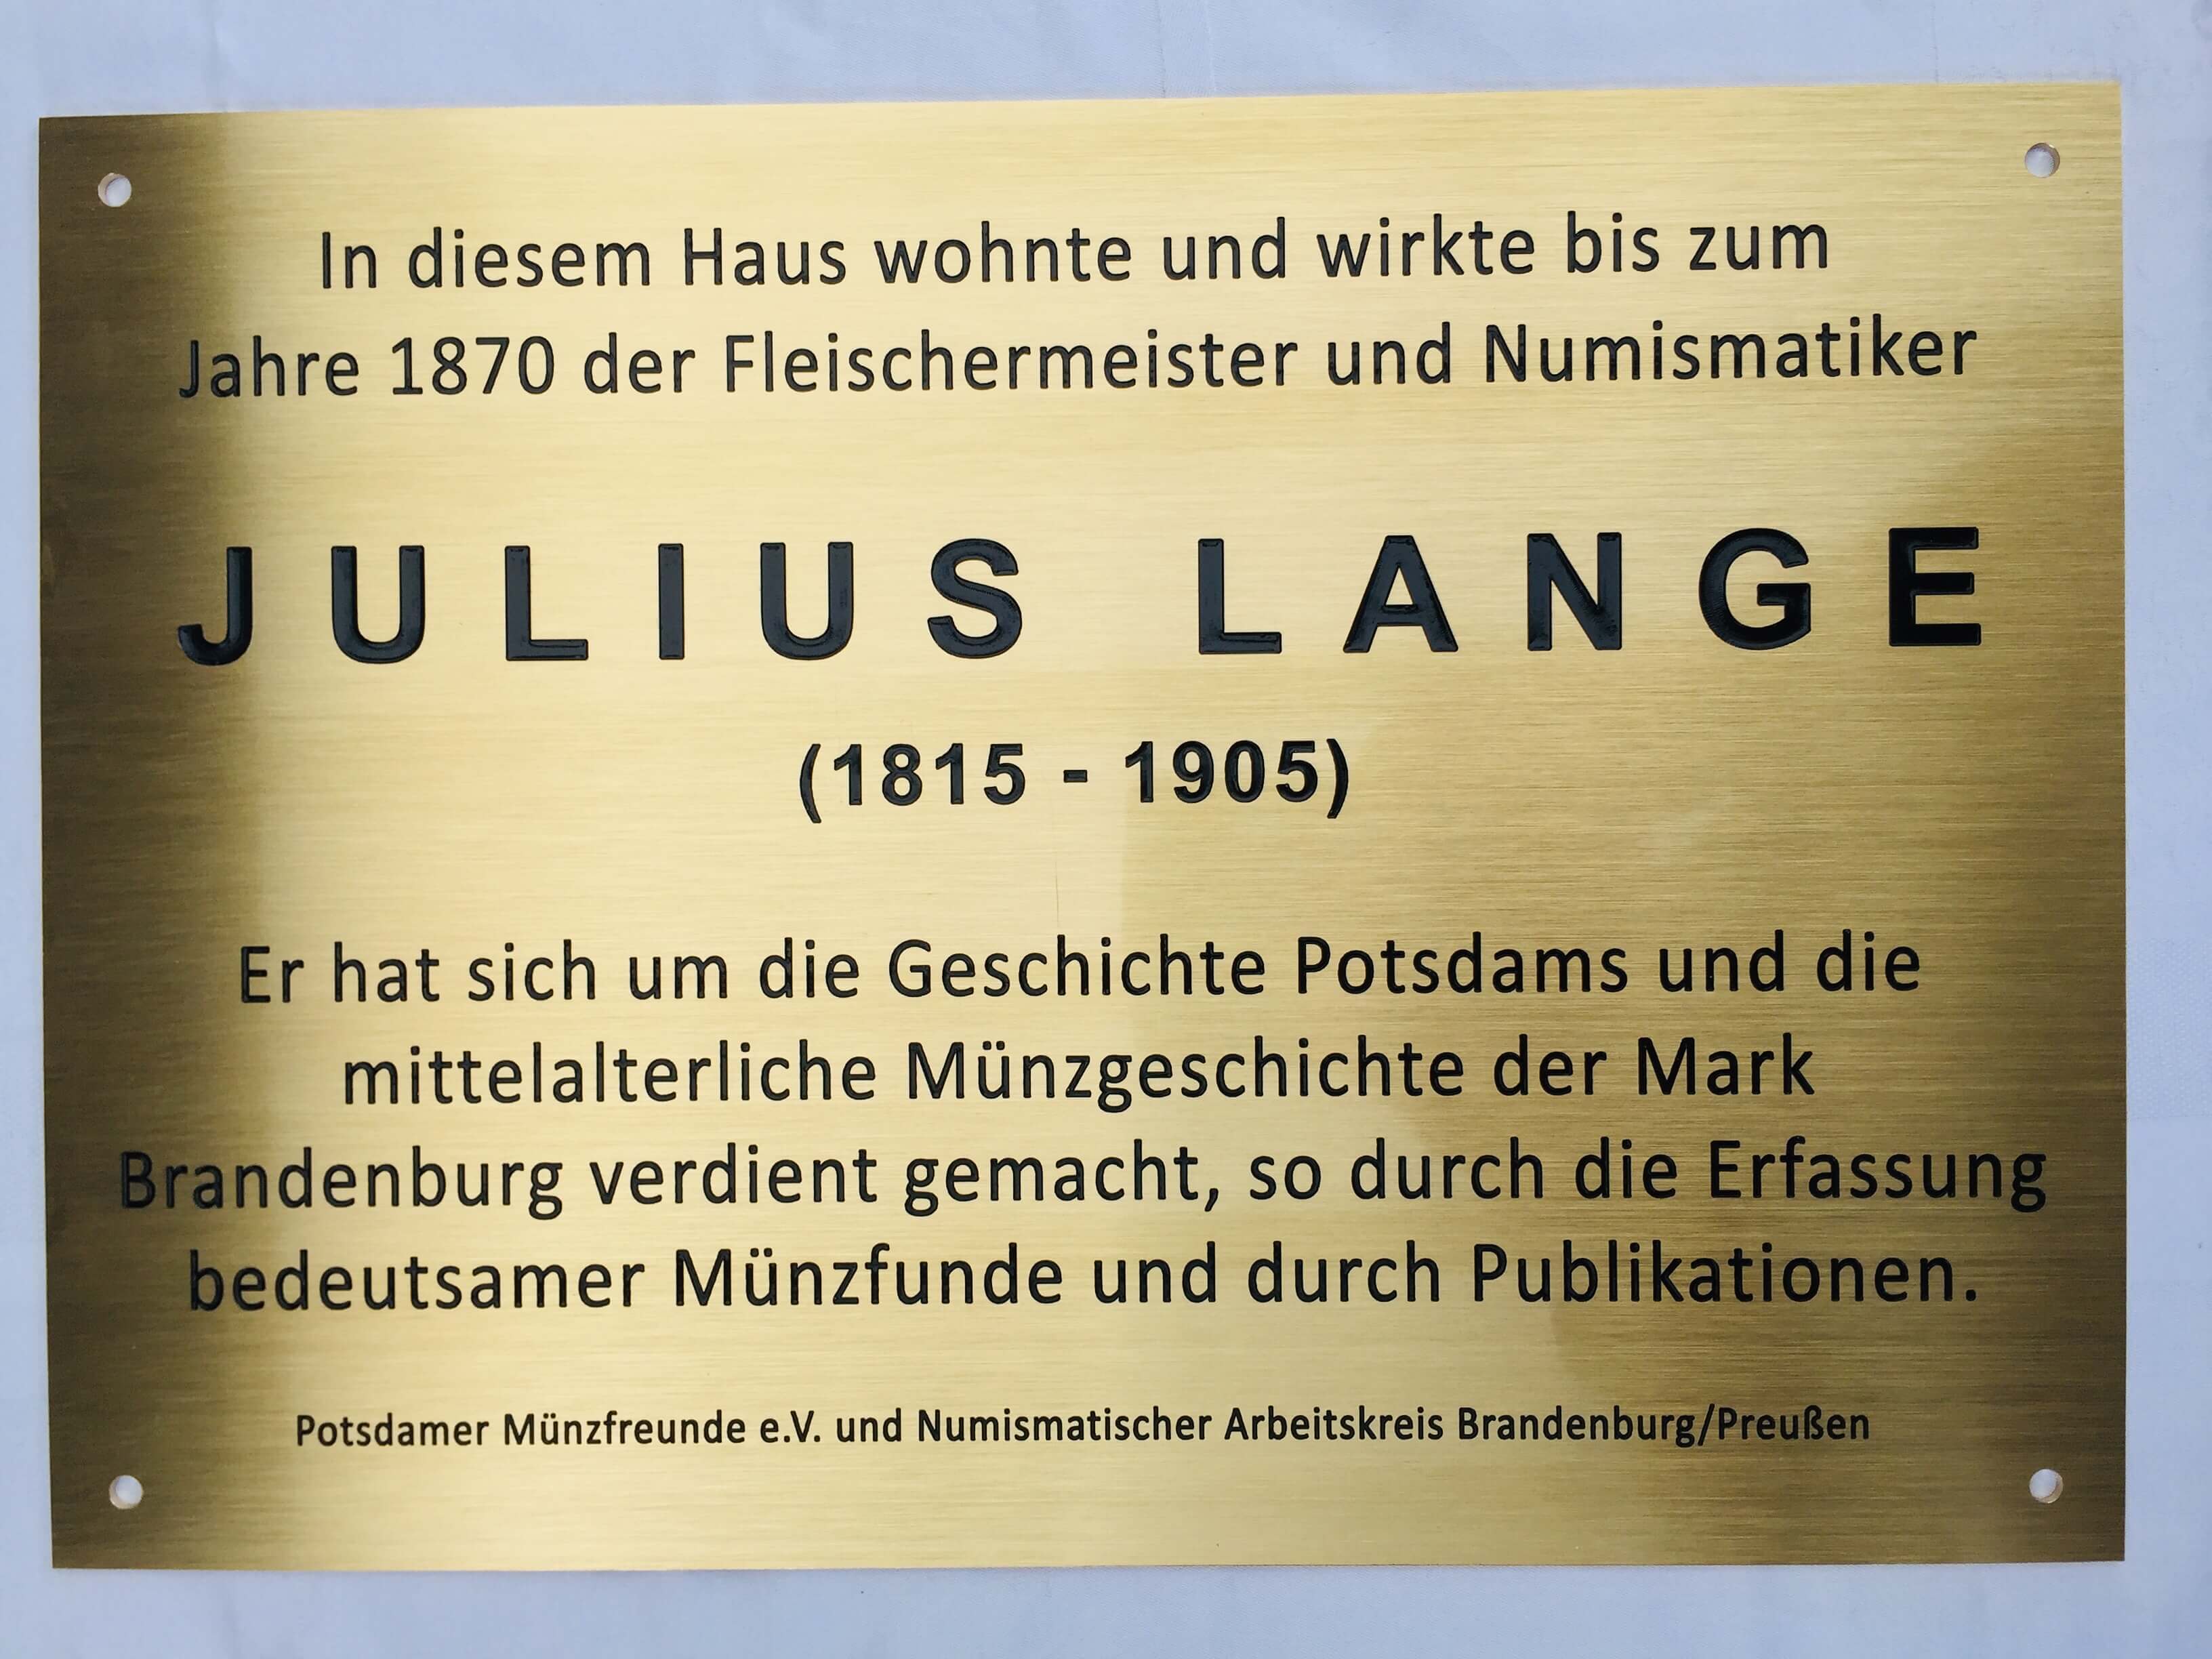 In diesem Haus wohnte und wirkte bis zum
Jahre 1870 der Fleischermeister und Numismatiker
JULIUS LANGE
(1815 - 1905)
Er hat sich um die Geschichte Potsdams und die
mittelalterliche Münzgeschichte der Mark
Brandenburg verdient gemacht, so durch die Erfassung
bedeutsamer Münzfunde und durch Publikationen.
Potsdamer Münzfreunde e.V. und Numismatischer Arbeitskreis Brandenburg/Preußen